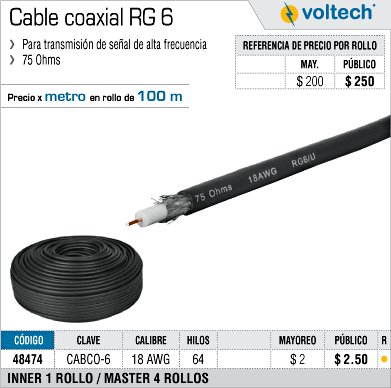 Cable coaxial RG 6
voltech®
Para transmisión de señal de alta frecuencia
75 Ohms
REFERENCIA DE PRECIO POR ROLLO
MAY. PÚBLICO
$ 200 $ 250
Precio x metro en rollo de 100 m
75 Ohms 18AWG RG6/U
CÓDIGO CLAVE CALIBRE HILOS MAYOREO PÚBLICO R
48474 CABCO-6 18 AWG 64 $ 2 $ 2.50
INNER 1 ROLLO / MASTER 4 ROLLOS